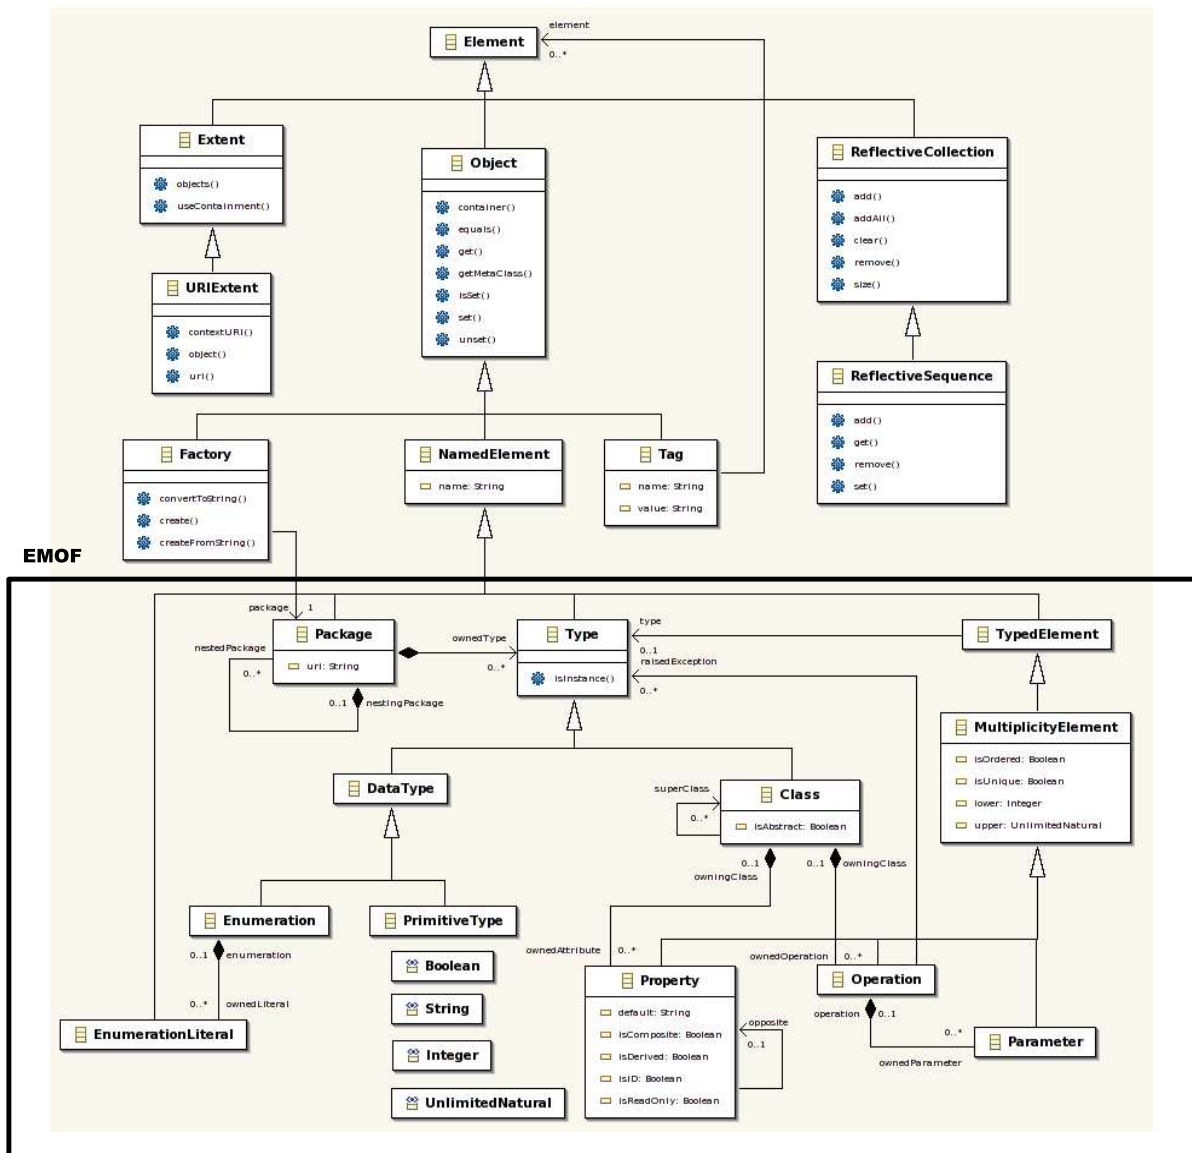 element
Element
0..*
Extent
objects()
useContainment()
Object
container()
equals()
get()
getMetaClass()
isSet()
set()
unset()
ReflectiveCollection
add()
addAll()
clear()
remove()
size()
URIExtent
contextURI()
object()
uri()
ReflectiveSequence
add()
get()
remove()
set()
Factory
convertToString()
create()
createFromString()
NamedElement
name: String
Tag
name: String
value: String
EMOF
package
1
Package
uri: String
nestedPackage
0..*
0..1
nestingPackage
ownedType
0..*
Type
isInstance()
type
0..1
raisedException
0..*
TypedElement
MultiplicityElement
isOrdered: Boolean
isUnique: Boolean
lower: Integer
upper: UnlimitedNatural
DataType
superClass
0..*
Class
isAbstract: Boolean
0..1
owningClass
0..1
owningClass
Enumeration
PrimitiveType
0..1
enumeration
0..*
ownedLiteral
EnumerationLiteral
Boolean
String
Integer
UnlimitedNatural
ownedAttribute
0..*
Property
default: String
isComposite: Boolean
isDerived: Boolean
isID: Boolean
isReadOnly: Boolean
opposite
0..1
ownedOperation
0..*
Operation
operation
0..1
0..*
ownedParameter
Parameter